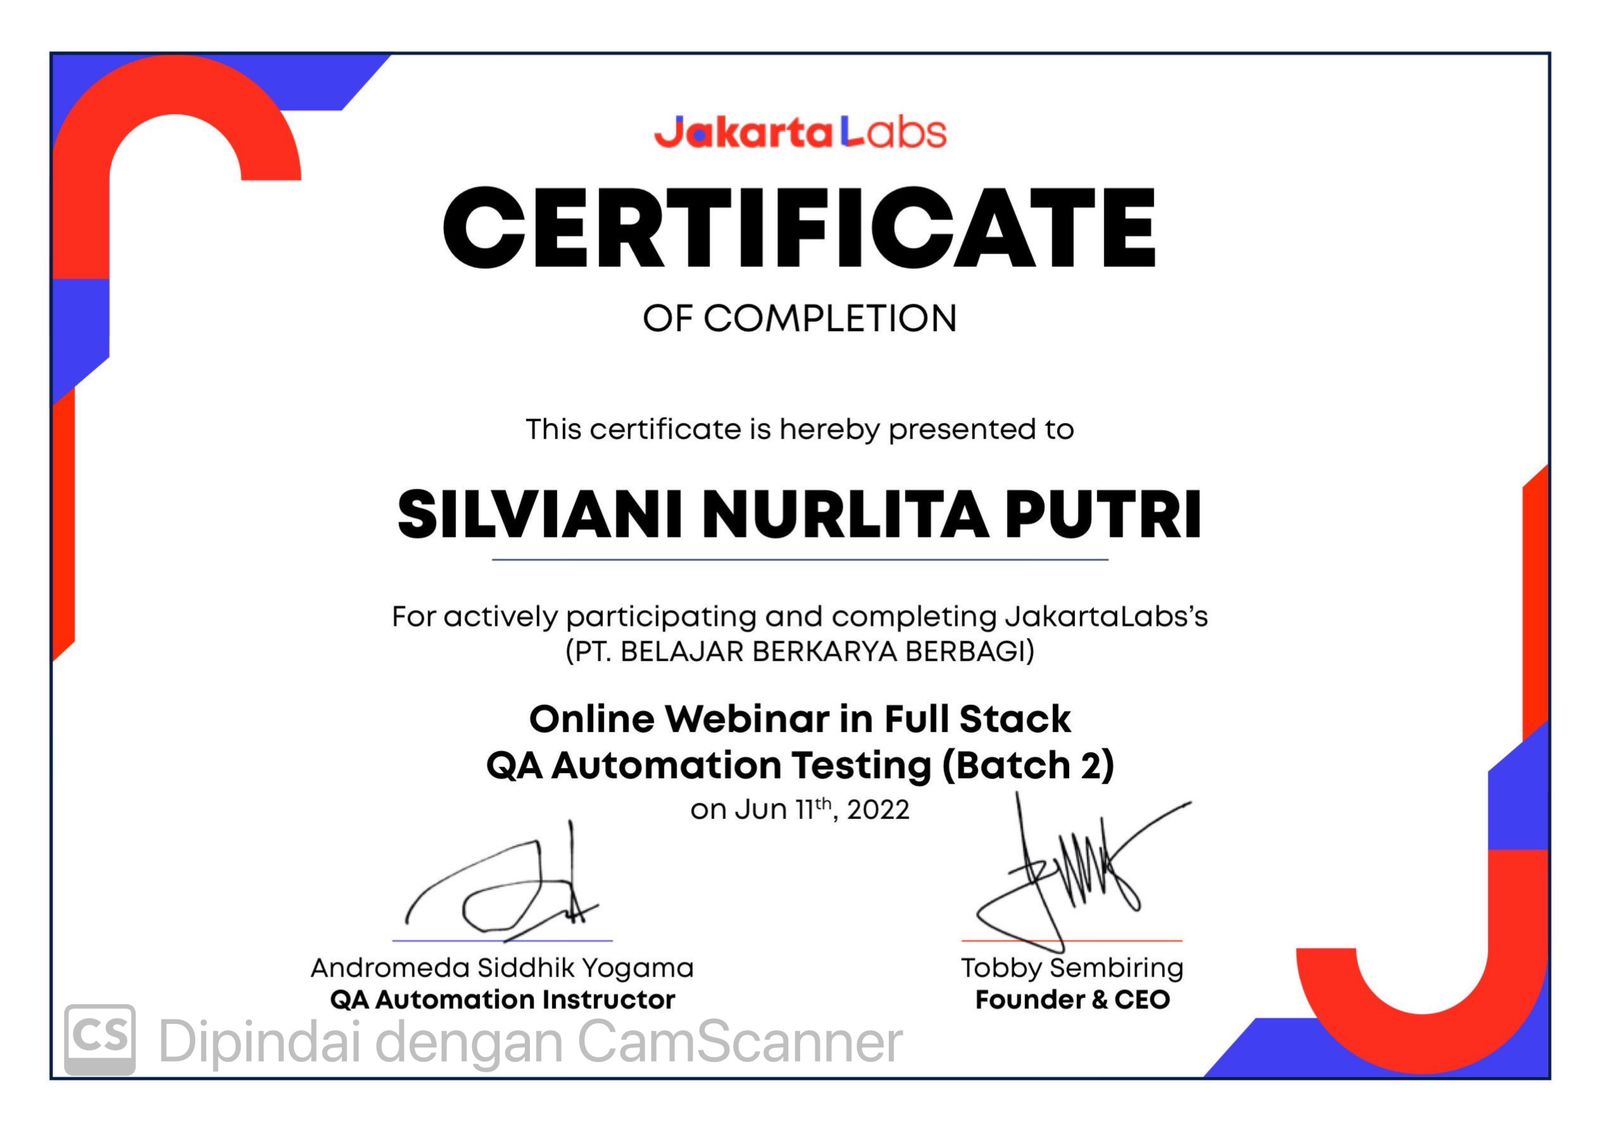 JakartaLabs
CERTIFICATE
OF COMPLETION
This certificate is hereby presented to
SILVIANI NURLITA PUTRI
For actively participating and completing JakartaLabs’s
(PT. BELAJAR BERKARYA BERBAGI)
Online Webinar in Full Stack
QA Automation Testing (Batch 2)
on Jun 11th, 2022
Andromeda Siddhik Yogama
QA Automation Instructor
Tobby Sembiring
Founder & CEO
CS Dipindai dengan CamScanner